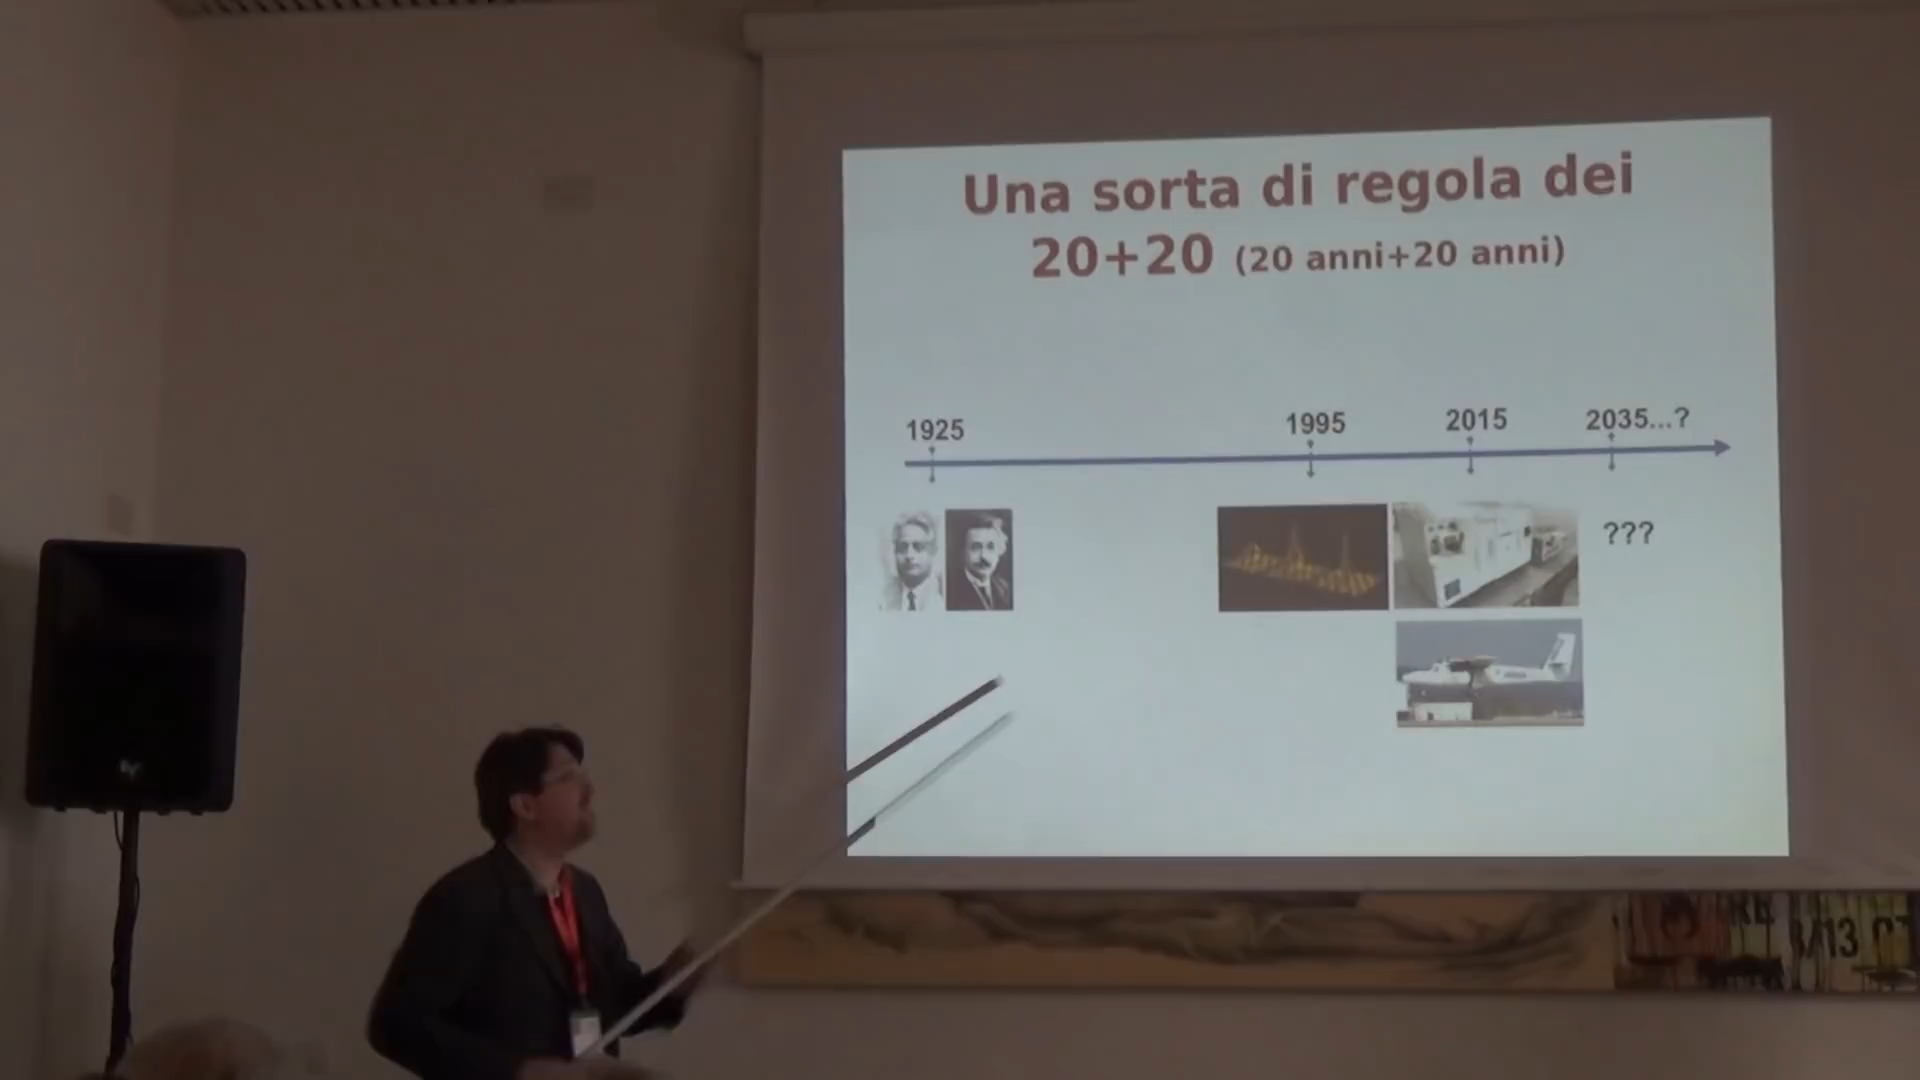 Una sorta di regola dei
20+20 (20 anni+20 anni)
1925
1995
2015
2035...?
???